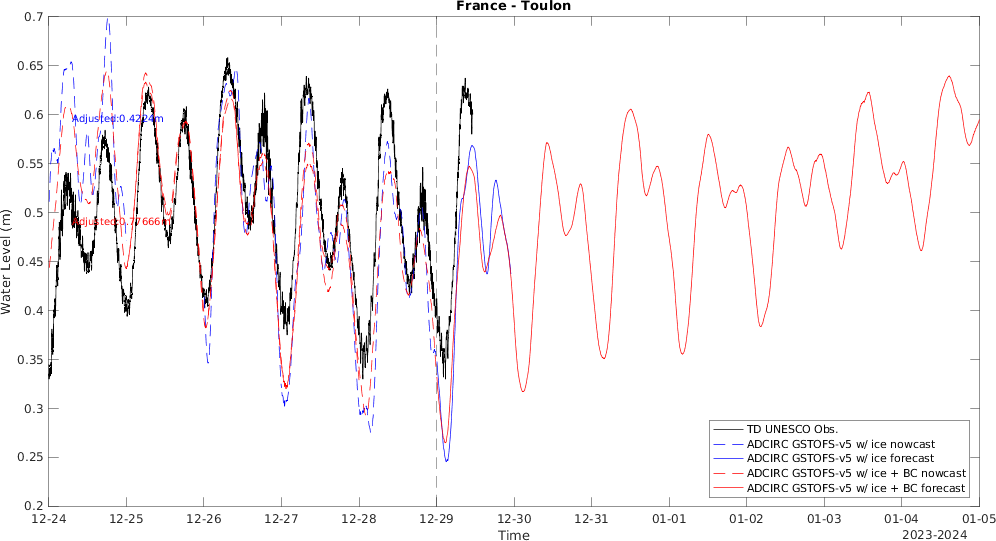 France - Toulon
0.7
0.65
0.6
0.55
0.5
0.45
0.4
0.35
0.3
0.25
0.2
Water Level (m)
Adjusted:0.4224m
Adjusted:0.77666m
TD UNESCO Obs.
ADCIRC GSTOFS-v5 w/ ice nowcast
ADCIRC GSTOFS-v5 w/ ice forecast
ADCIRC GSTOFS-v5 w/ ice + BC nowcast
ADCIRC GSTOFS-v5 w/ ice + BC forecast
12-24 12-25 12-26 12-27 12-28 12-29 12-30 12-31 01-01 01-02 01-03 01-04 01-05
Time
2023-2024